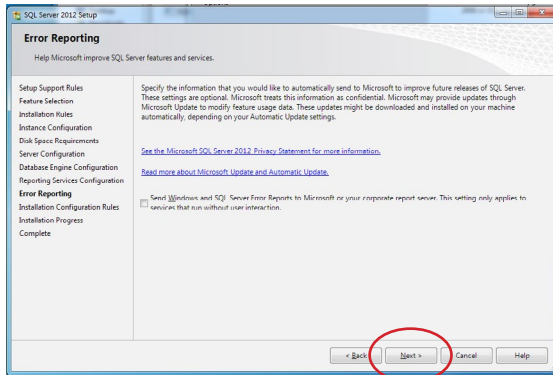 SQL Server 2012 Setup
Error Reporting
Help Microsoft improve SQL Server features and services.
Setup Support Rules
Feature Selection
Installation Rules
Instance Configuration
Disk Space Requirements
Server Configuration
Database Engine Configuration
Reporting Services Configuration
Error Reporting
Installation Configuration Rules
Installation Progress
Complete
Specify the information that you would like to automatically send to Microsoft to improve future releases of SQL Server.
These settings are optional. Microsoft treats this information as confidential. Microsoft may provide updates through
Microsoft Update to modify feature usage data. These updates might be downloaded and installed on your machine
automatically, depending on your Automatic Update settings.
See the Microsoft SQL Server 2012 Privacy Statement for more information.
Read more about Microsoft Update and Automatic Update.
Send Windows and SQL Server Error Reports to Microsoft or your corporate report server. This setting only applies to
services that run without user interaction.
< Back
Next >
Cancel
Help